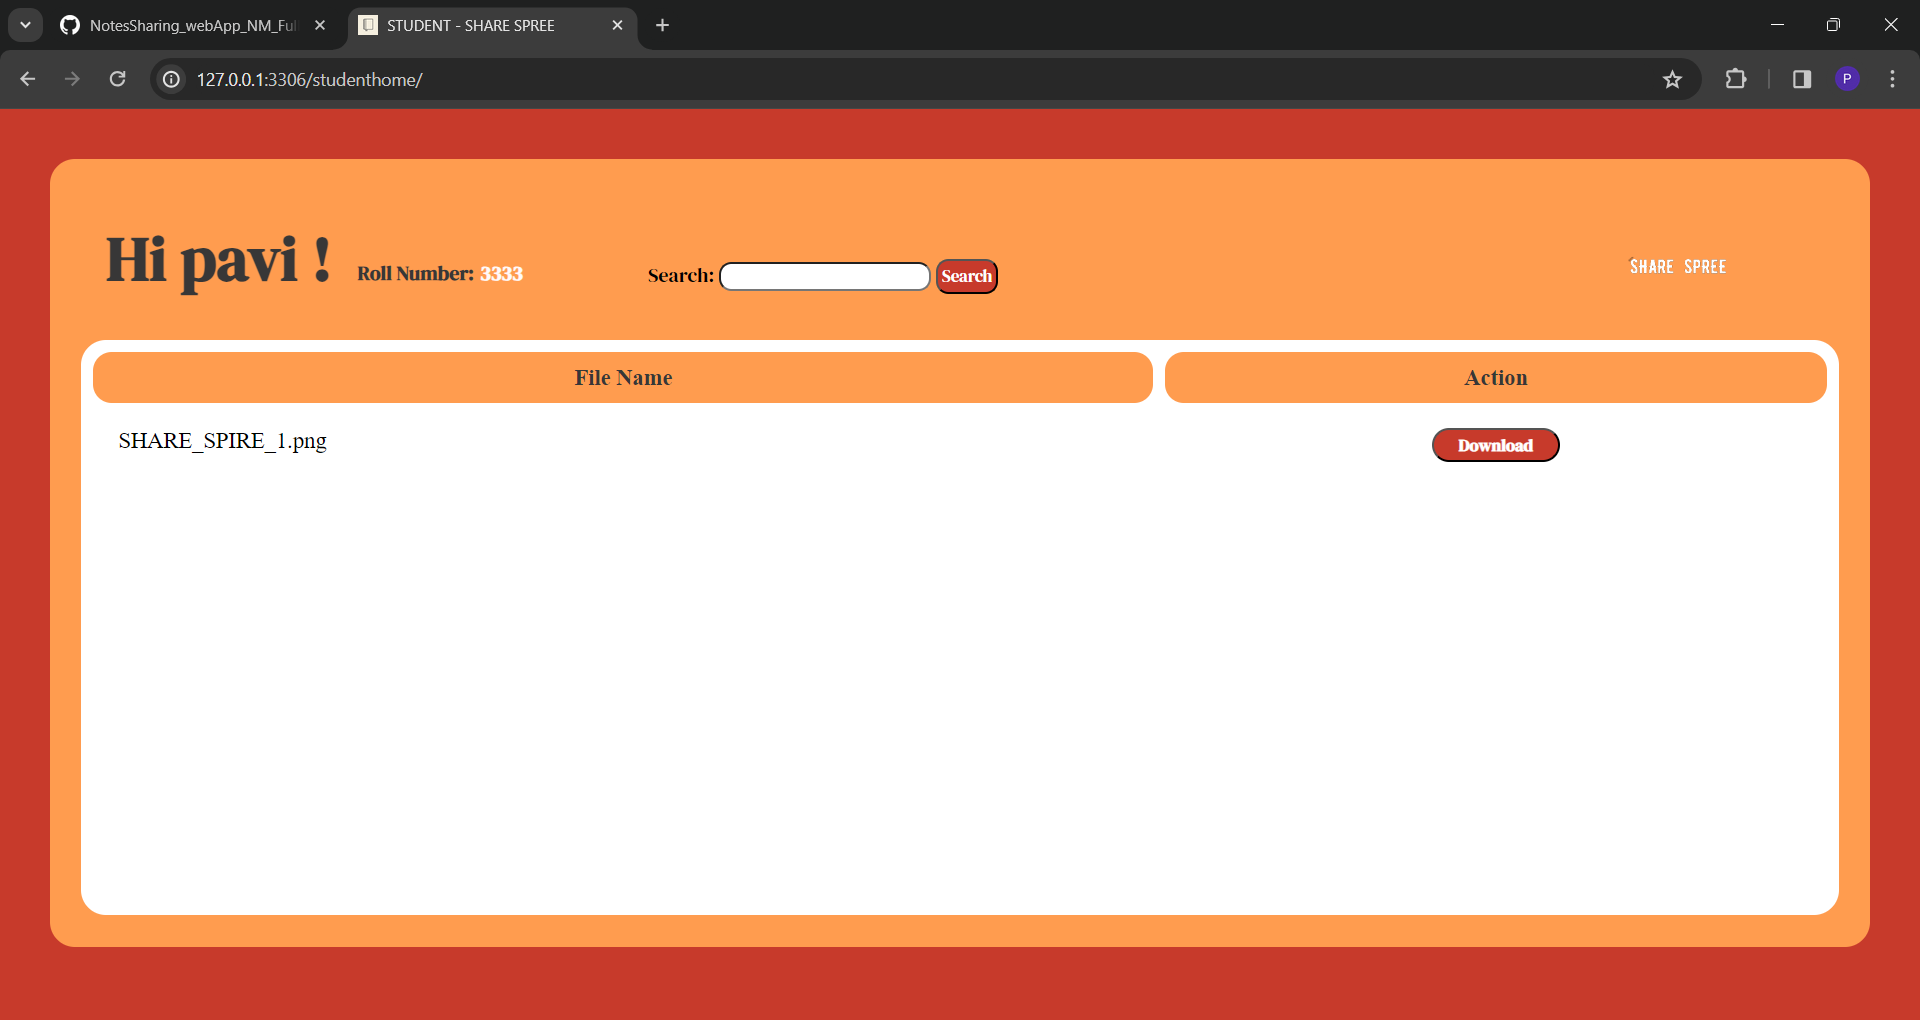 NotesSharing_webApp_NM_Ful
STUDENT - SHARE SPREE
127.0.0.1:3306/studenthome/
P
Hi pavi !
Roll Number: 3333
Search:
Search
SHARE SPREE
File Name
Action
SHARE_SPIRE_1.png
Download